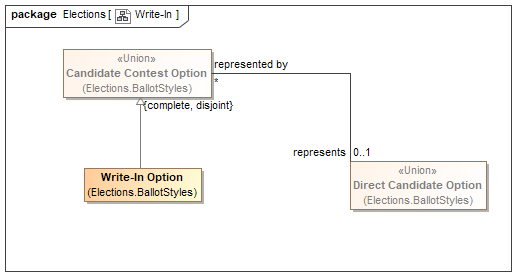 package Elections [ Write-In ]
«Union»
Candidate Contest Option
(Elections.BallotStyles)
represented by
*
{complete, disjoint}
represents 0..1
Write-In Option
(Elections.BallotStyles)
«Union»
Direct Candidate Option
(Elections.BallotStyles)